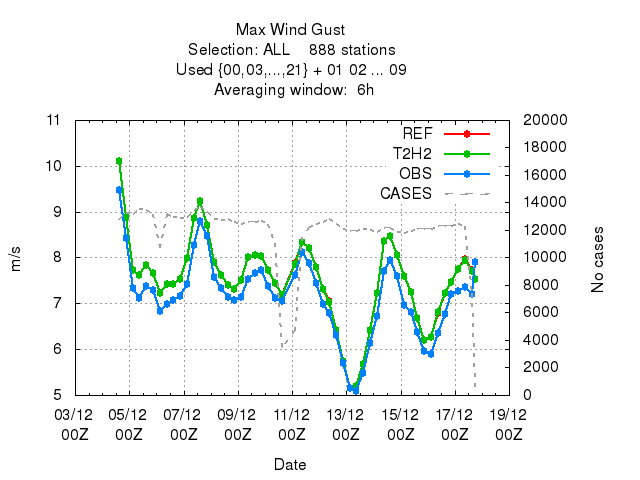 Max Wind Gust
Selection: ALL    888 stations
Used {00,03,...,21} + 01 02 ... 09
Averaging window:  6h
REF
T2H2
OBS
CASES
11
10
9
8
7
6
5
m/s
20000
18000
16000
14000
12000
10000
8000
6000
4000
2000
0
No cases
03/12 05/12 07/12 09/12 11/12 13/12 15/12 17/12 19/12
00Z 00Z 00Z 00Z 00Z 00Z 00Z 00Z 00Z
Date